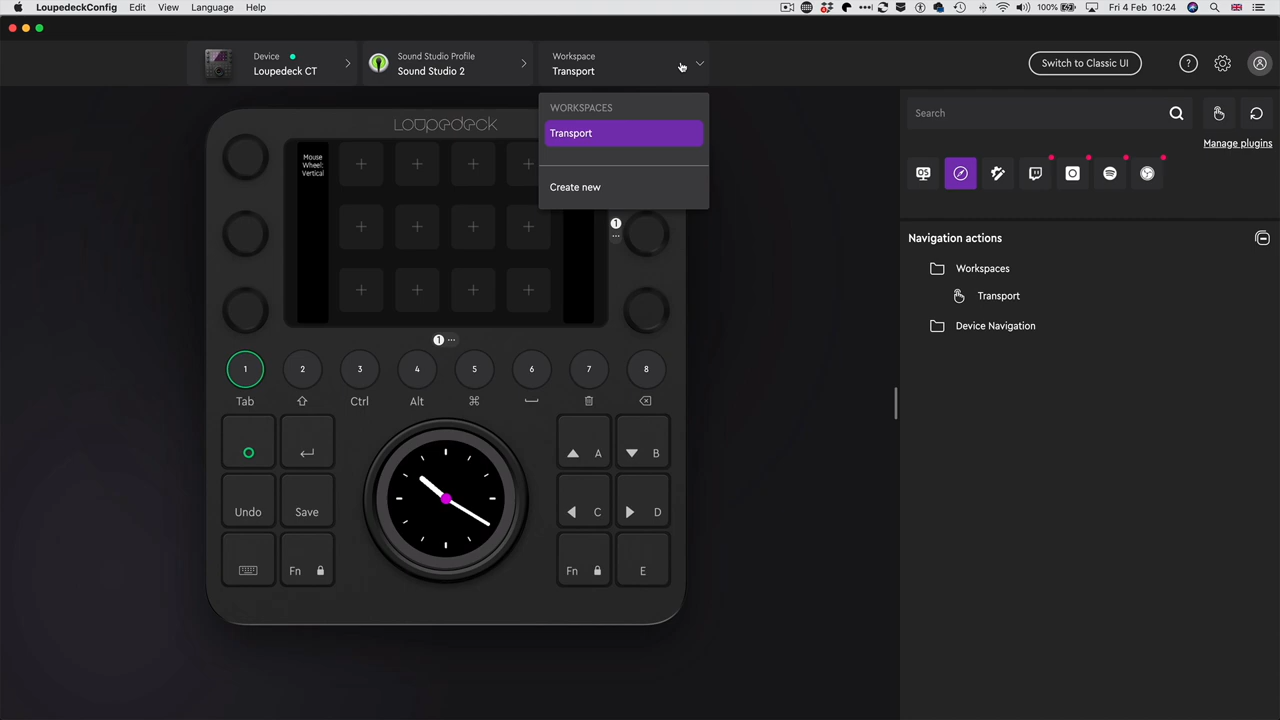 LoupedeckConfig Edit View Language Help
100% Fri 4 Feb 10:24
Device
Loupedeck CT
Sound Studio Profile
Sound Studio 2
Workspace
Transport
Switch to Classic UI
WORKSPACES
Transport
Create new
Search
Manage plugins
Navigation actions
Workspaces
Transport
Device Navigation
Loupedeck
Mouse
Wheel:
Vertical
1
1
1 2 3 4 5 6 7 8
Tab Ctrl Alt
A B
Undo Save C D
Fn Fn E